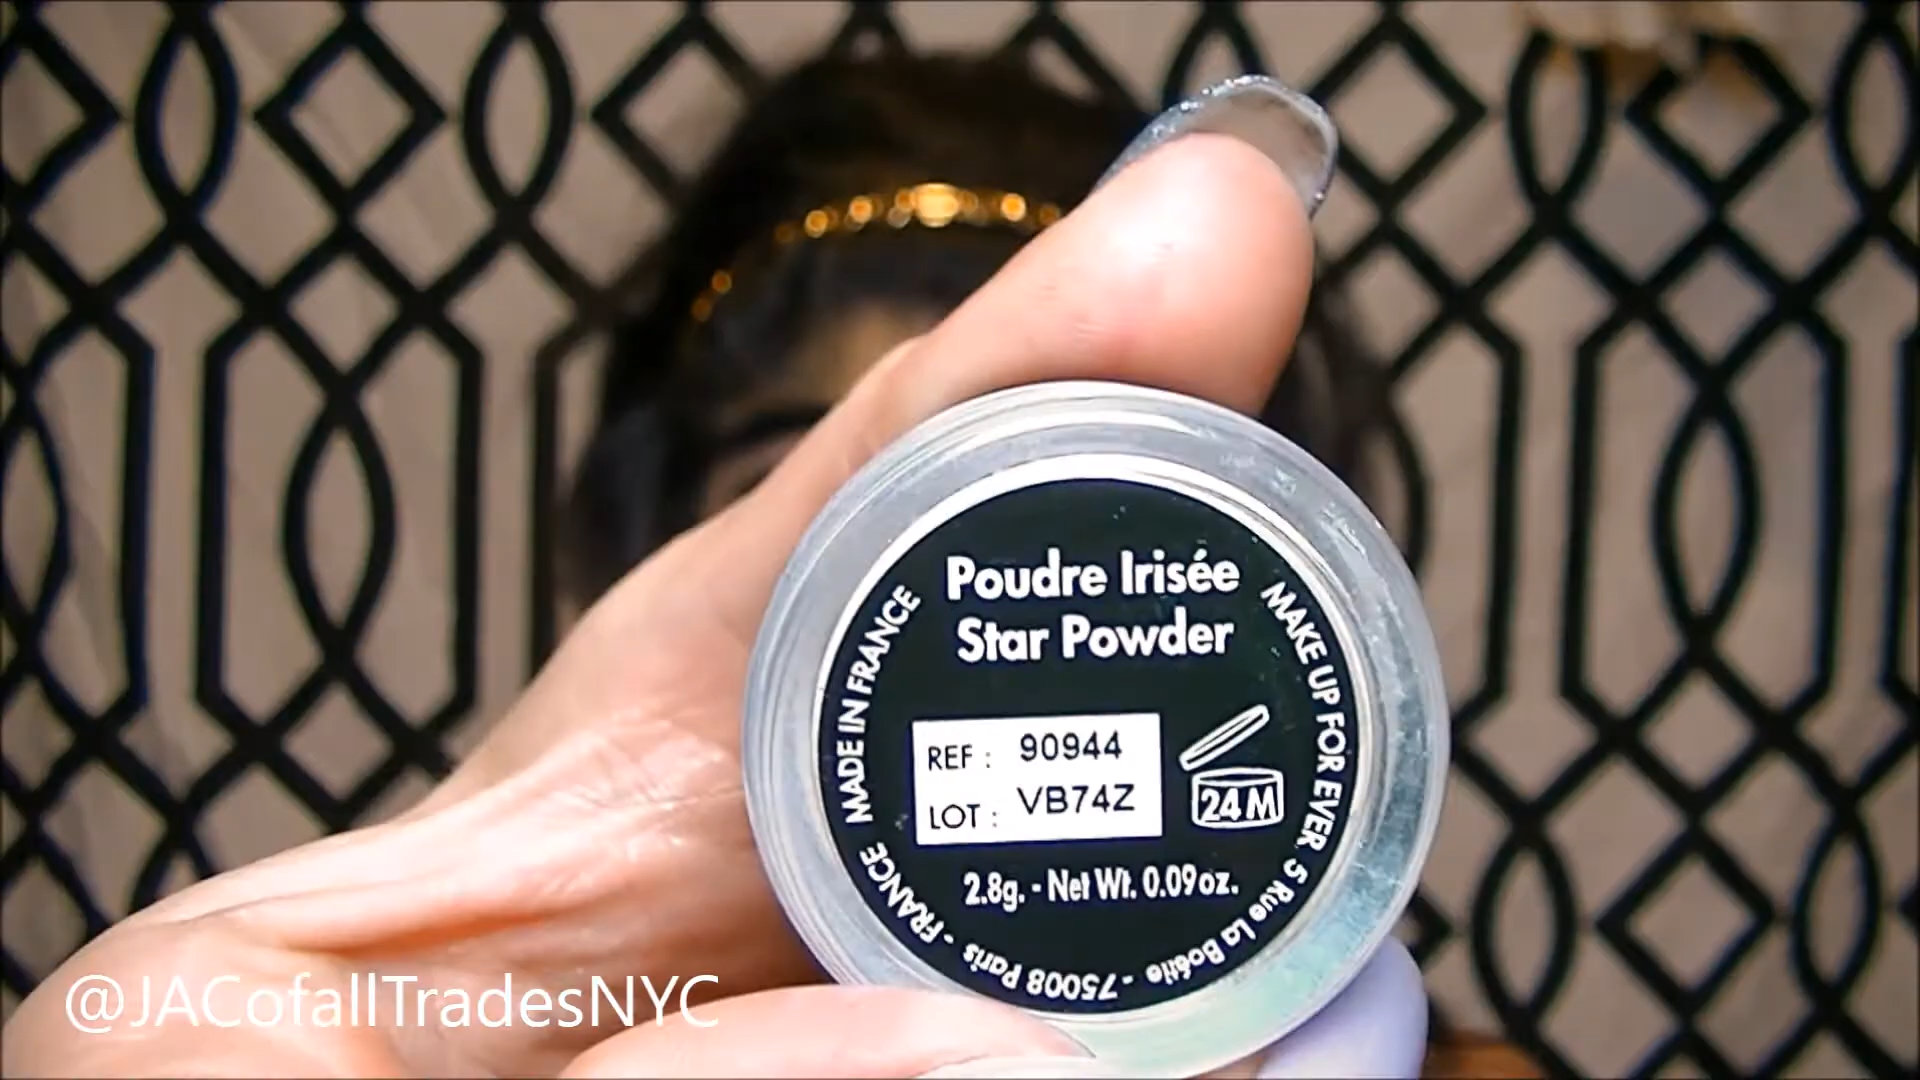 Poudre Irisée
Star Powder
REF : 90944
LOT : VB74Z
24M
2.8g. - Net Wt. 0.09oz.
MAKE UP FOR EVER. 5 Rue La Boétie - 75008 Paris - FRANCE
MADE IN FRANCE
@JACofallTradesNYC